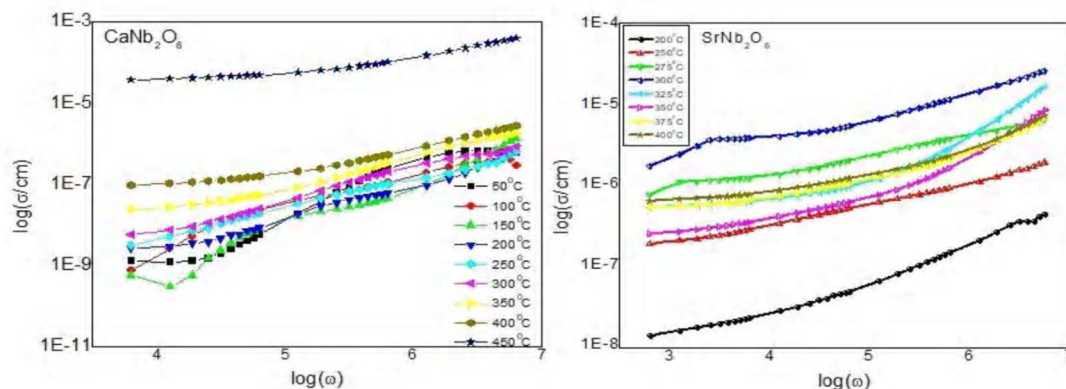 CaNb₂O₆
1E-3
1E-5
1E-7
1E-9
1E-11
log(σ/cm)
4
5
6
7
log(ω)
50°C
100°C
150°C
200°C
250°C
300°C
350°C
400°C
450°C
SrNb₂O₆
1E-4
1E-5
1E-6
1E-7
1E-8
log(σ/cm)
3
4
5
6
log(ω)
200°C
250°C
275°C
300°C
325°C
350°C
375°C
400°C